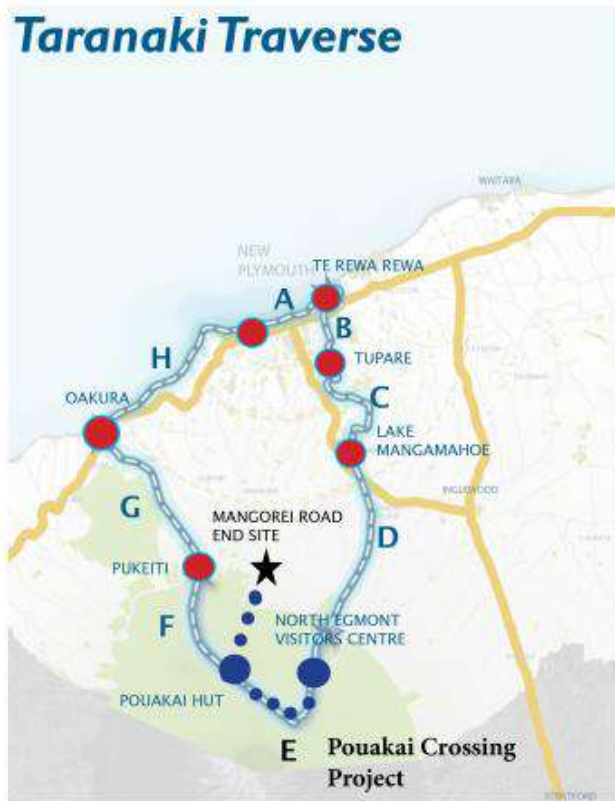 Taranaki Traverse
WAITARA
NEW
PLYMOUTH
TE REWA REWA
A
B
H
TUPARE
C
OAKURA
LAKE
MANGAMAHOE
INGLEWOOD
G
MANGOREI ROAD
END SITE
D
PUKEITI
F
NORTH EGMONT
VISITORS CENTRE
POUAKAI HUT
E
Pouakai Crossing
Project
STRATFORD